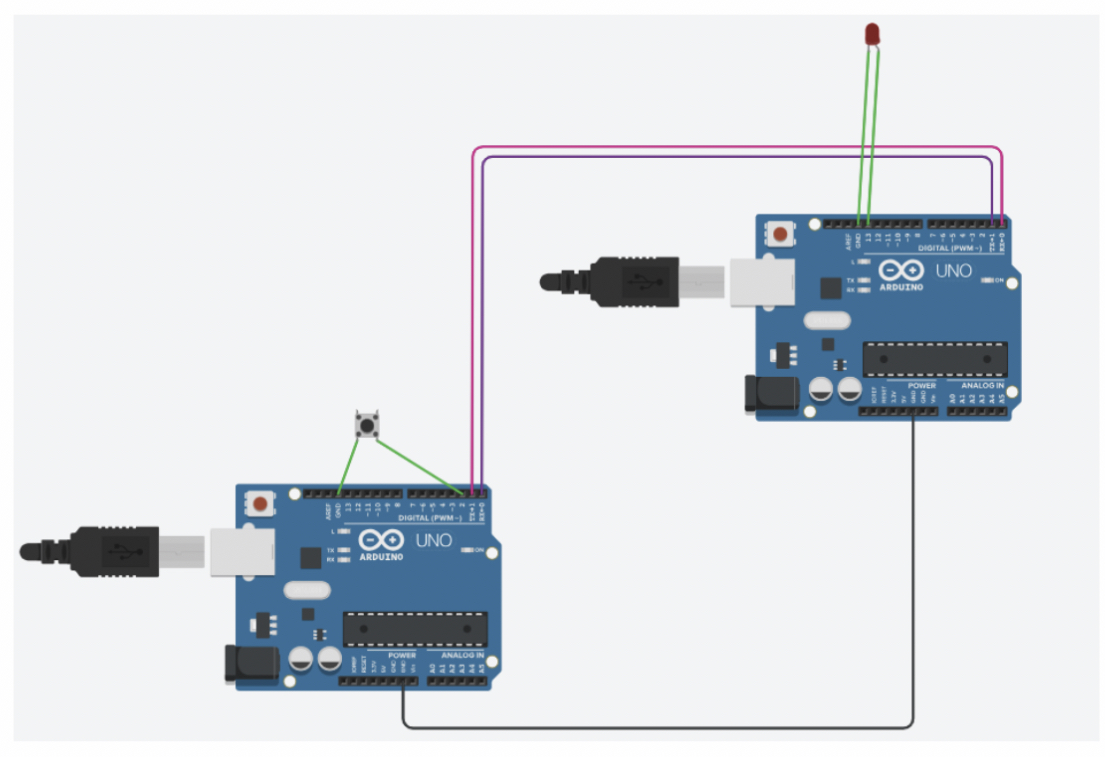 AREF
GND
13
12
~11
~10
~9
8
7
~6
~5
4
~3
2
TX→1
RX←0
DIGITAL (PWM~)
L
TX
RX
ARDUINO
UNO
ON
IOREF
RESET
3.3V
5V
GND
GND
Vin
POWER
ANALOG IN
A0
A1
A2
A3
A4
A5
AREF
GND
13
12
~11
~10
~9
8
7
~6
~5
4
~3
2
TX→1
RX←0
DIGITAL (PWM~)
L
TX
RX
ARDUINO
UNO
ON
POWER
ANALOG IN
IOREF
RESET
3.3V
5V
GND
GND
Vin
A0
A1
A2
A3
A4
A5